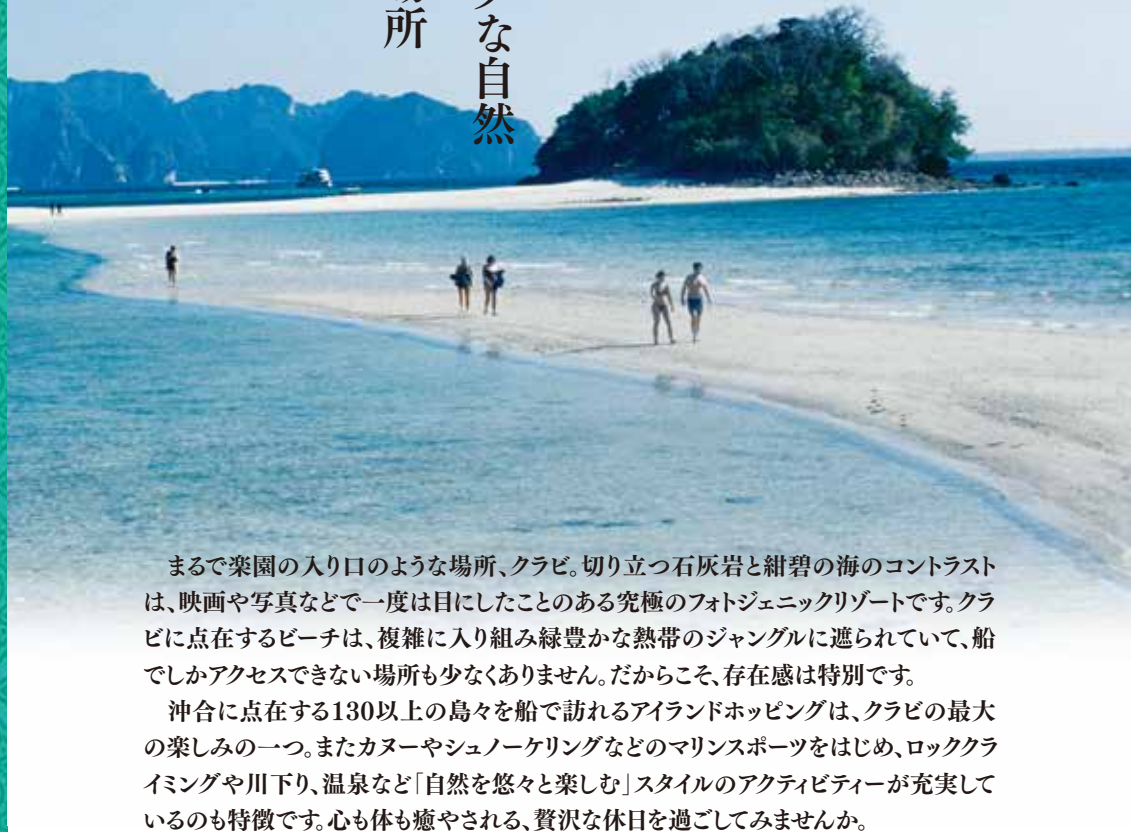 な自然
所
まるで楽園の入り口のような場所、クラビ。切り立つ石灰岩と紺碧の海のコントラスト
は、映画や写真などで一度は目にしたことのある究極のフォトジェニックリゾートです。クラ
ビに点在するビーチは、複雑に入り組み緑豊かな熱帯のジャングルに遮られていて、船
でしかアクセスできない場所も少なくありません。だからこそ、存在感は特別です。
沖合に点在する130以上の島々を船で訪れるアイランドホッピングは、クラビの最大
の楽しみの一つ。またカヌーやシュノーケリングなどのマリンスポーツをはじめ、ロッククラ
イミングや川下り、温泉など「自然を悠々と楽しむ」スタイルのアクティビティーが充実して
いるのも特徴です。心も体も癒やされる、贅沢な休日を過ごしてみませんか。